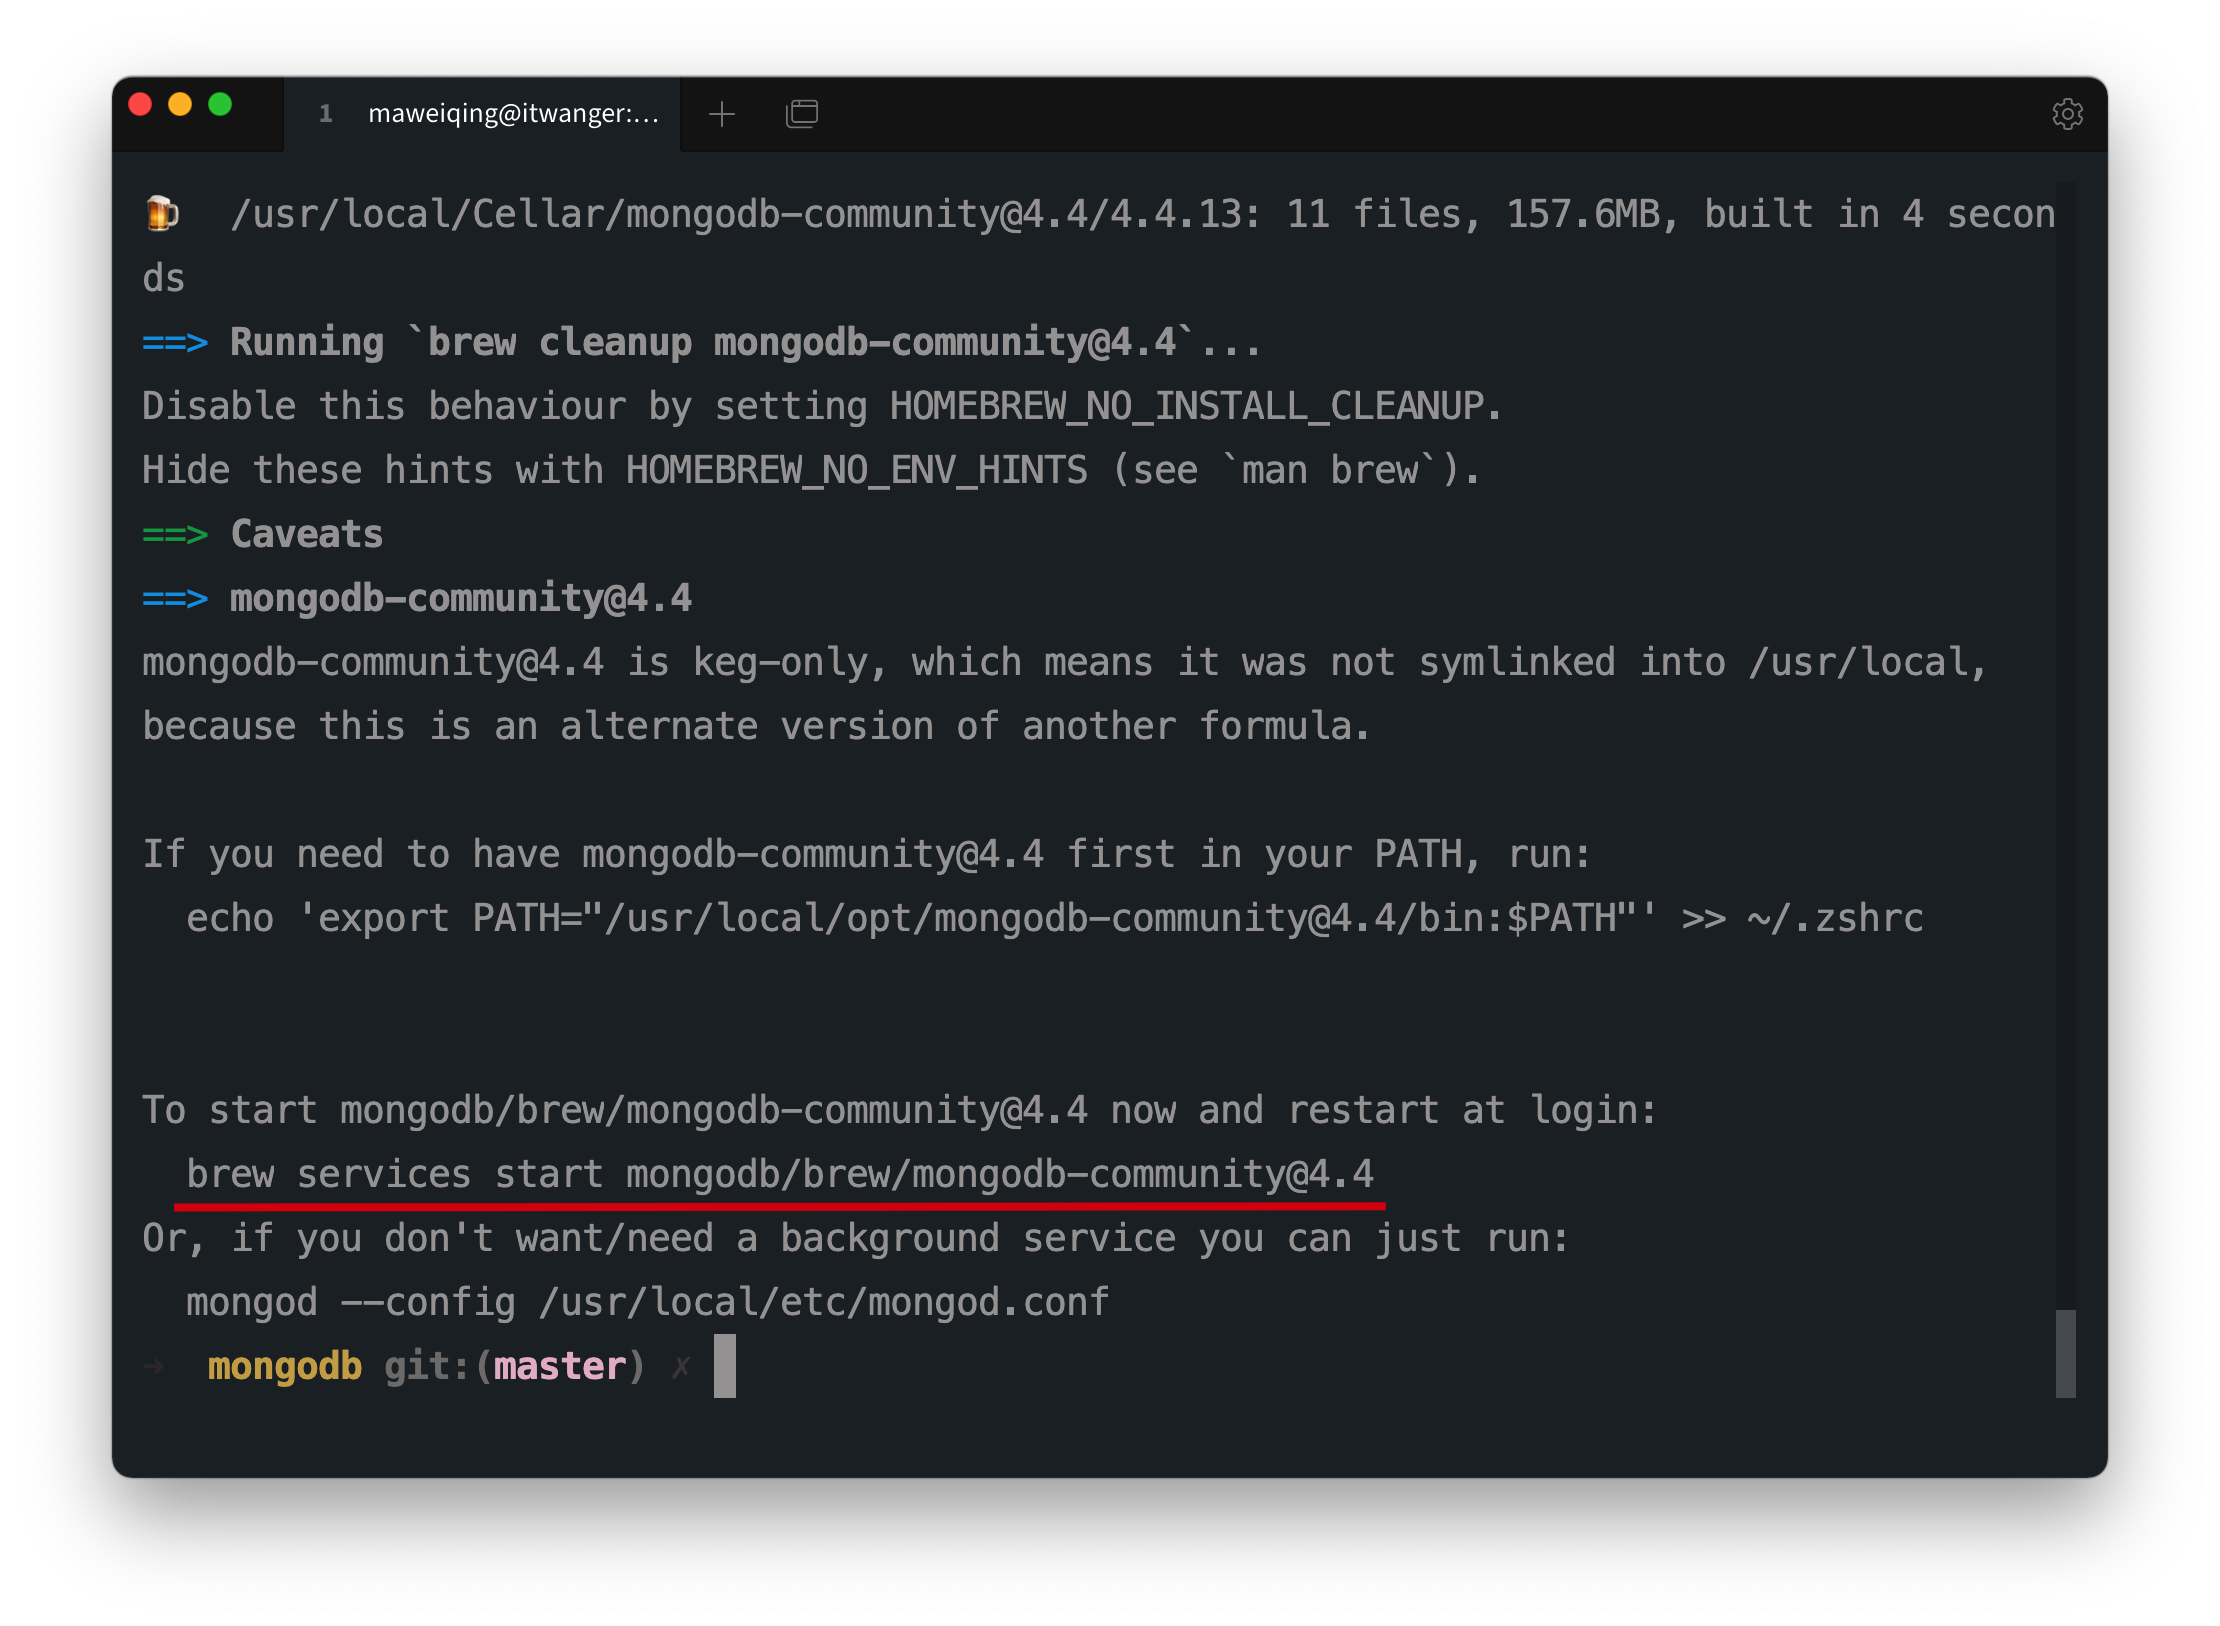 1 maweiqing@itwanger:...
/usr/local/Cellar/mongodb-community@4.4/4.4.13: 11 files, 157.6MB, built in 4 secon
ds
==> Running `brew cleanup mongodb-community@4.4`...
Disable this behaviour by setting HOMEBREW_NO_INSTALL_CLEANUP.
Hide these hints with HOMEBREW_NO_ENV_HINTS (see `man brew`).
==> Caveats
==> mongodb-community@4.4
mongodb-community@4.4 is keg-only, which means it was not symlinked into /usr/local,
because this is an alternate version of another formula.
If you need to have mongodb-community@4.4 first in your PATH, run:
echo 'export PATH="/usr/local/opt/mongodb-community@4.4/bin:$PATH"' >> ~/.zshrc
To start mongodb/brew/mongodb-community@4.4 now and restart at login:
brew services start mongodb/brew/mongodb-community@4.4
Or, if you don't want/need a background service you can just run:
mongod --config /usr/local/etc/mongod.conf
➜ mongodb git:(master) ✗